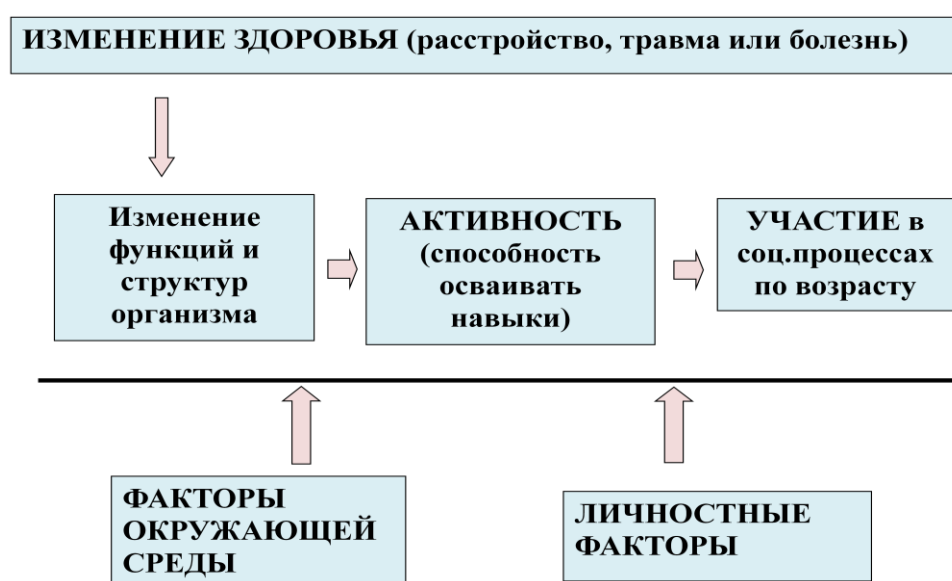 ИЗМЕНЕНИЕ ЗДОРОВЬЯ (расстройство, травма или болезнь)
Изменение
функций и
структур
организма
АКТИВНОСТЬ
(способность
осваивать
навыки)
УЧАСТИЕ в
соц.процессах
по возрасту
ФАКТОРЫ
ОКРУЖАЮЩЕЙ
СРЕДЫ
ЛИЧНОСТНЫЕ
ФАКТОРЫ